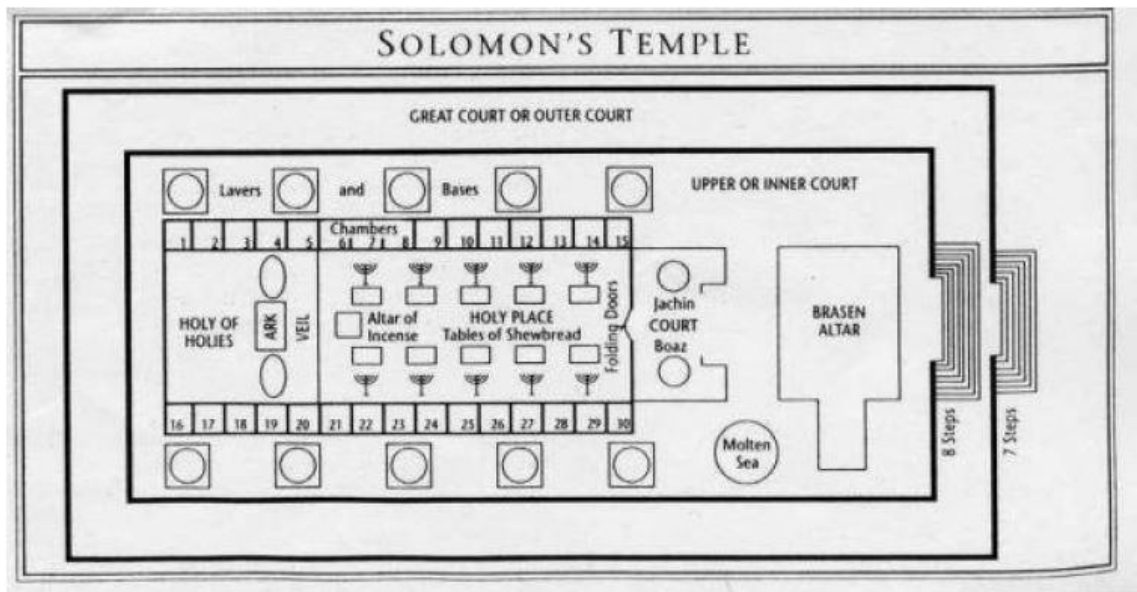 SOLOMON'S TEMPLE
GREAT COURT OR OUTER COURT
Lavers and Bases
UPPER OR INNER COURT
Chambers
1 2 3 4 5 6 7 8 9 10 11 12 13 14 15
HOLY OF
HOLIES
ARK
VEIL
Altar of
Incense
HOLY PLACE
Tables of Shewbread
Folding Doors
Jachin
COURT
Boaz
BRASEN
ALTAR
16 17 18 19 20 21 22 23 24 25 26 27 28 29 30
Molten
Sea
8 Steps
7 Steps